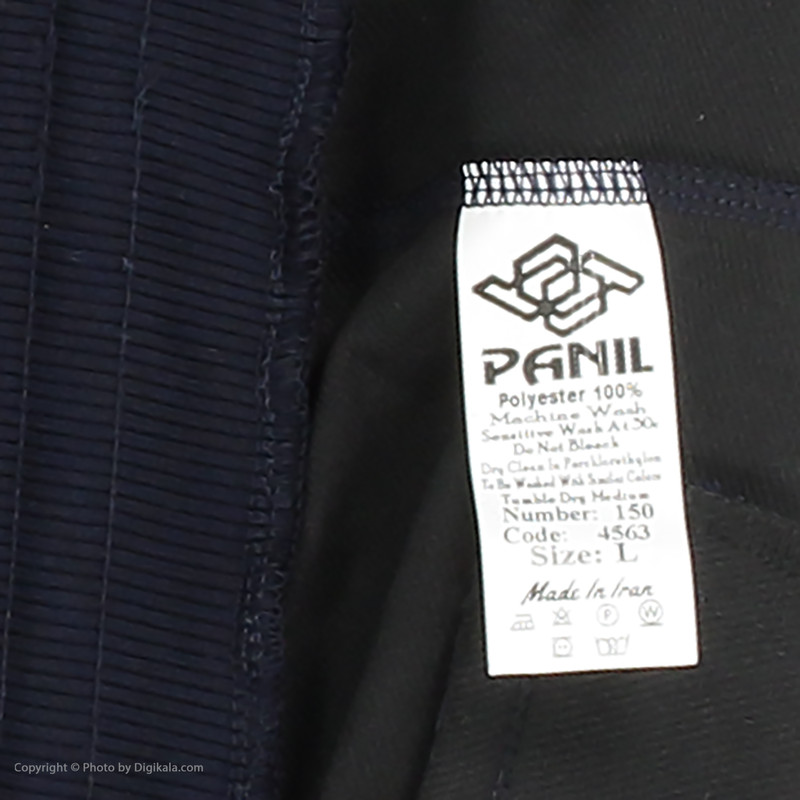 PANIL
Polyester 100%
Machine Wash
Sensitive Wash At 30c
Do Not Bleach
Dry Clean In Perchlorethylen
To Be Washed With Similar Colors
Tumble Dry Medium
Number: 150
Code: 4563
Size: L
Made In Iran
P W
Copyright © Photo by Digikala.com